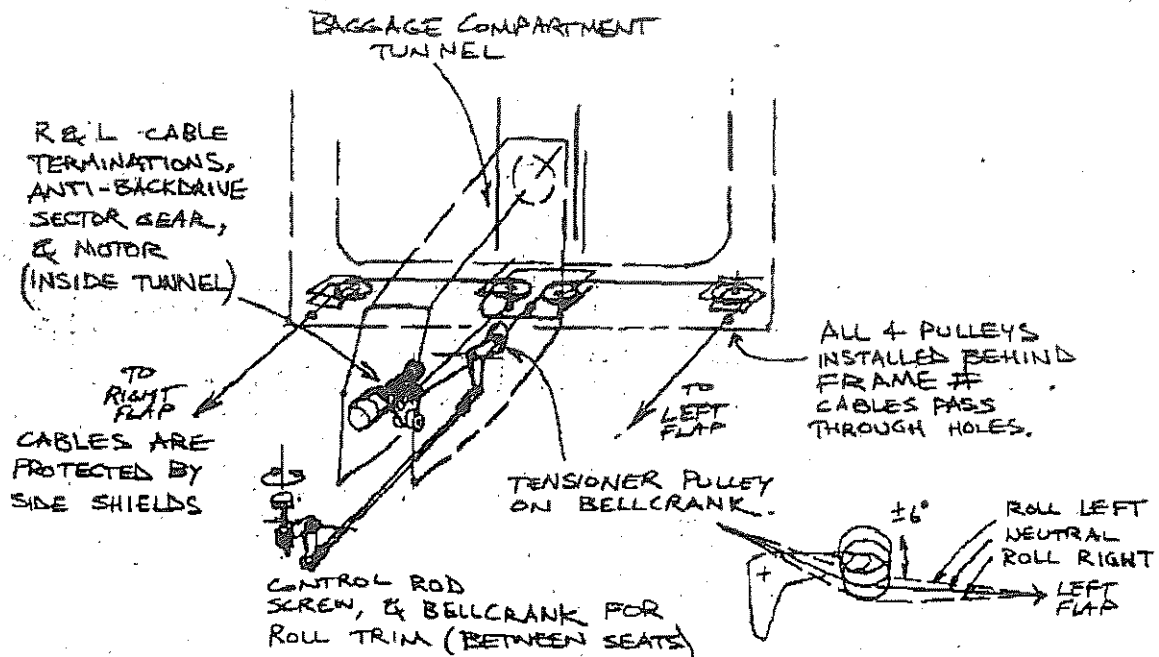 BAGGAGE COMPARTMENT
TUNNEL
R & L CABLE
TERMINATIONS,
ANTI-BACKDRIVE
SECTOR GEAR,
& MOTOR
(INSIDE TUNNEL)
TO
RIGHT
FLAP
CABLES ARE
PROTECTED BY
SIDE SHIELDS
TO
LEFT
FLAP
ALL 4 PULLEYS
INSTALLED BEHIND
FRAME #
CABLES PASS
THROUGH HOLES.
TENSIONER PULLEY
ON BELLCRANK.
CONTROL ROD
SCREW, & BELLCRANK FOR
ROLL TRIM (BETWEEN SEATS)
±6°
ROLL LEFT
NEUTRAL
ROLL RIGHT
+
LEFT
FLAP